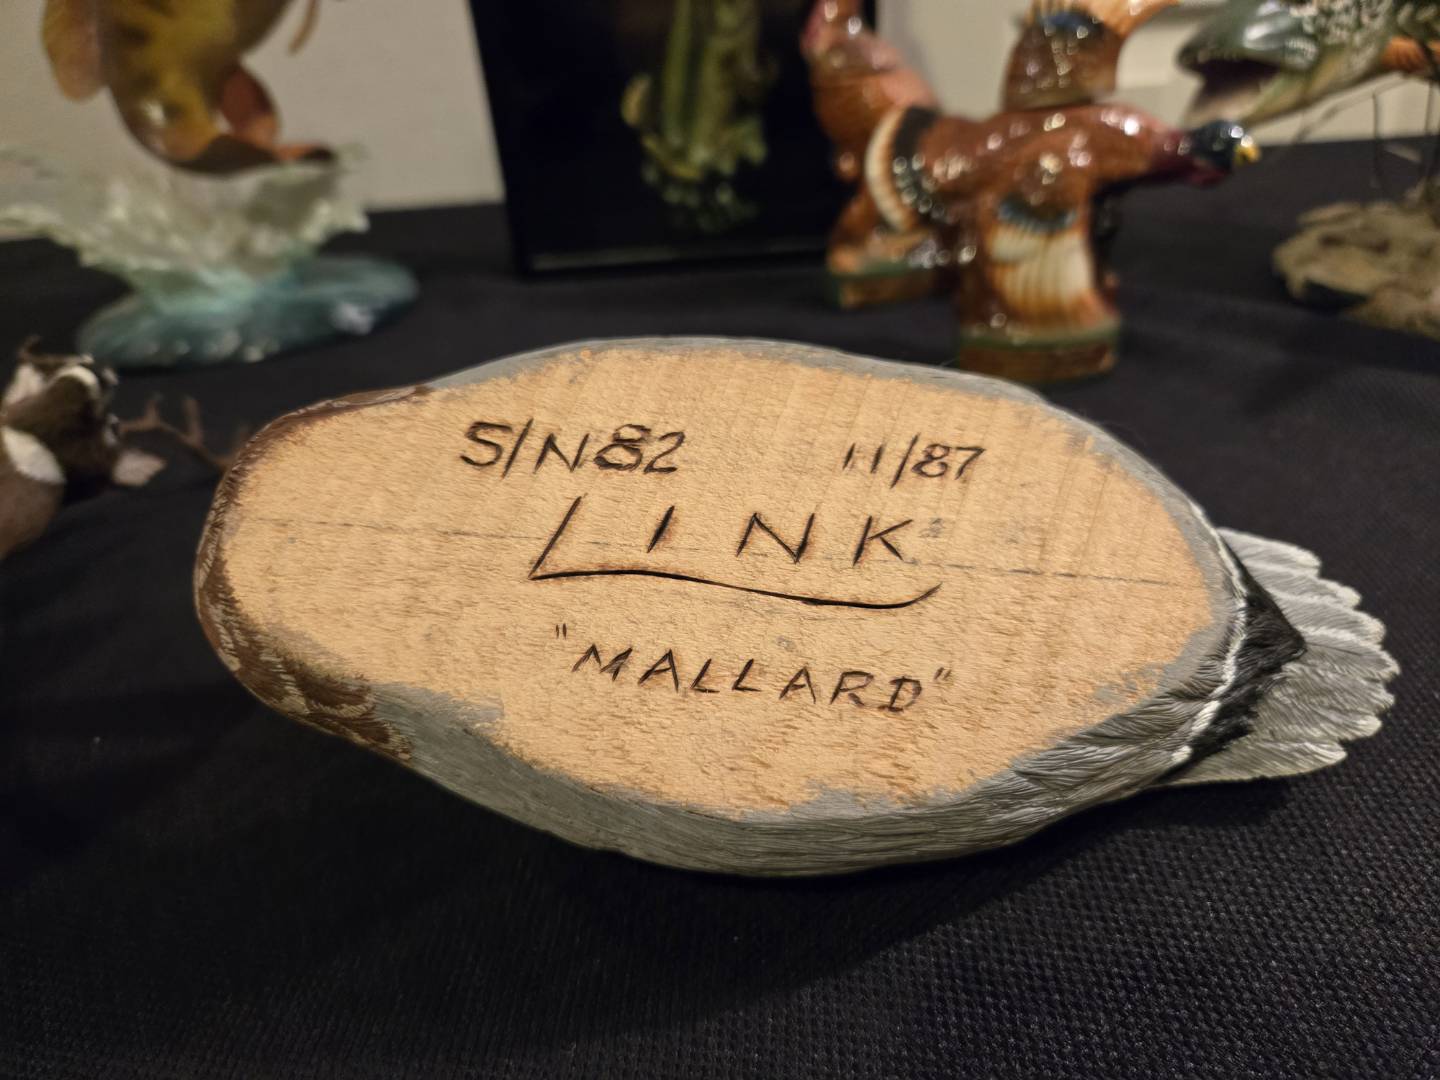 S/N82 11/87
LINK
"MALLARD"